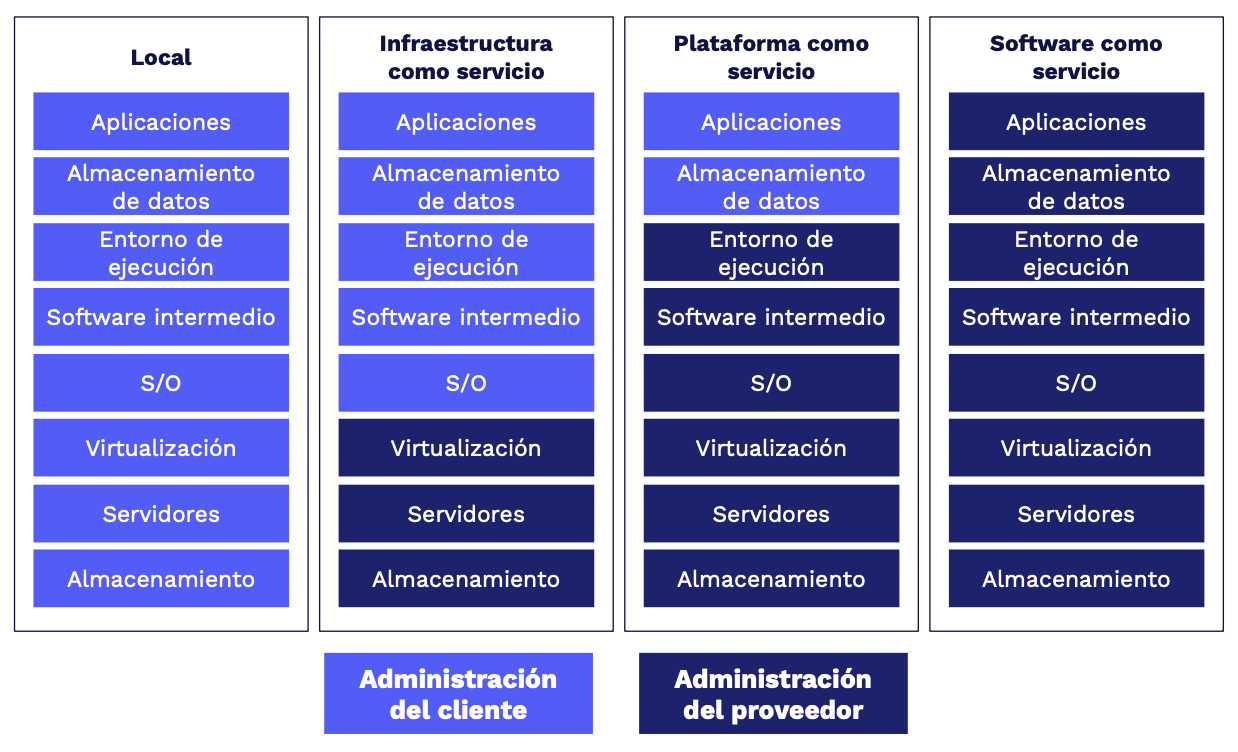 Local
Aplicaciones
Almacenamiento
de datos
Entorno de
ejecución
Software intermedio
S/O
Virtualización
Servidores
Almacenamiento
Infraestructura
como servicio
Aplicaciones
Almacenamiento
de datos
Entorno de
ejecución
Software intermedio
S/O
Virtualización
Servidores
Almacenamiento
Plataforma como
servicio
Aplicaciones
Almacenamiento
de datos
Entorno de
ejecución
Software intermedio
S/O
Virtualización
Servidores
Almacenamiento
Software como
servicio
Aplicaciones
Almacenamiento
de datos
Entorno de
ejecución
Software intermedio
S/O
Virtualización
Servidores
Almacenamiento
Administración
del cliente
Administración
del proveedor